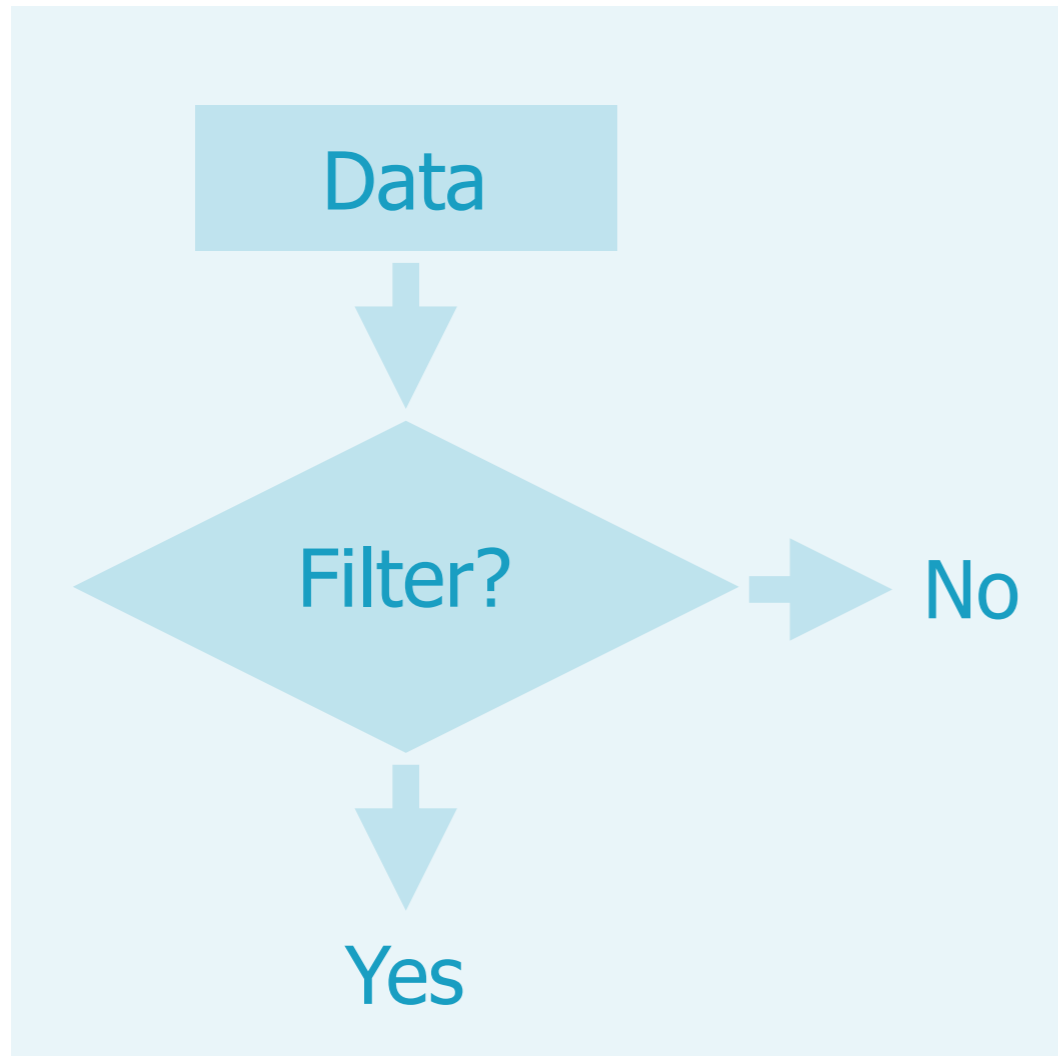 Data
Filter?
No
Yes